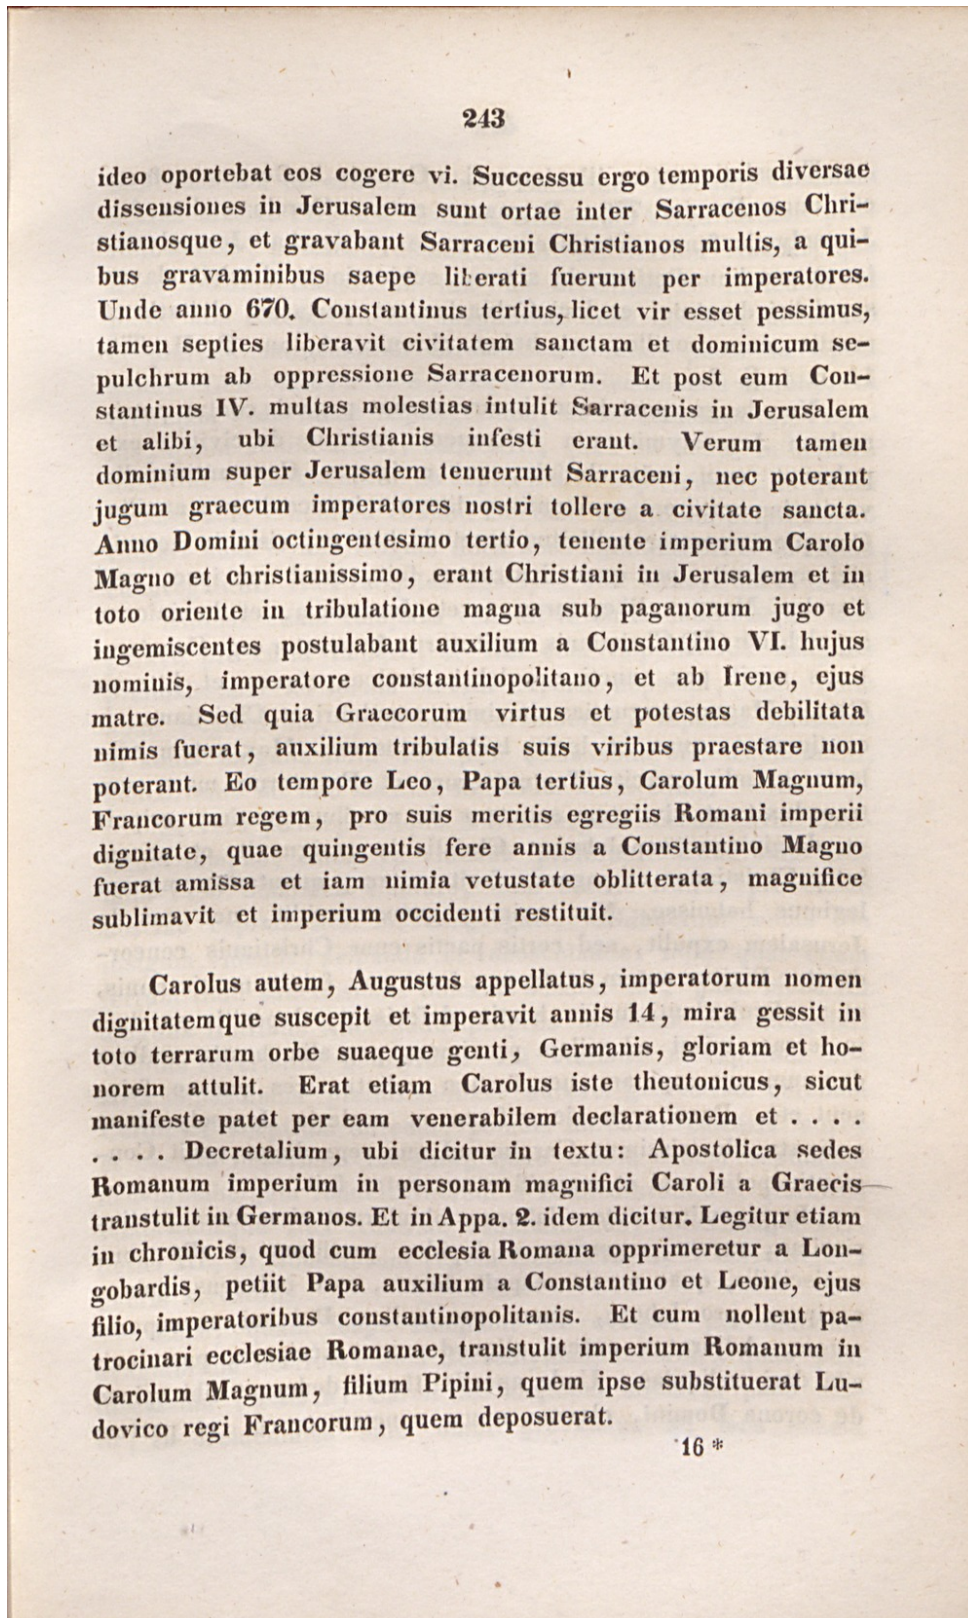 243
ideo oportebat eos cogere vi. Successu ergo temporis diversae
dissensiones in Jerusalem sunt ortae inter Sarracenos Chri-
stianosque, et gravabant Sarraceni Christianos multis, a qui-
bus gravaminibus saepe liberati fuerunt per imperatores.
Unde anno 670. Constantinus tertius, licet vir esset pessimus,
tamen septies liberavit civitatem sanctam et dominicum se-
pulchrum ab oppressione Sarracenorum. Et post eum Con-
stantinus IV. multas molestias intulit Sarracenis in Jerusalem
et alibi, ubi Christianis infesti erant. Verum tamen
dominium super Jerusalem tenuerunt Sarraceni, nec poterant
jugum graecum imperatores nostri tollere a civitate sancta.
Anno Domini octingentesimo tertio, tenente imperium Carolo
Magno et christianissimo, erant Christiani in Jerusalem et in
toto oriente in tribulatione magna sub paganorum jugo et
ingemiscentes postulabant auxilium a Constantino VI. hujus
nominis, imperatore constantinopolitano, et ab Irene, ejus
matre. Sed quia Graecorum virtus et potestas debilitata
nimis fuerat, auxilium tribulatis suis viribus praestare non
poterant. Eo tempore Leo, Papa tertius, Carolum Magnum,
Francorum regem, pro suis meritis egregiis Romani imperii
dignitate, quae quingentis fere annis a Constantino Magno
fuerat amissa et iam nimia vetustate oblitterata, magnifice
sublimavit et imperium occidenti restituit.
Carolus autem, Augustus appellatus, imperatorum nomen
dignitatemque suscepit et imperavit annis 14, mira gessit in
toto terrarum orbe suaeque genti, Germanis, gloriam et ho-
norem attulit. Erat etiam Carolus iste theutonicus, sicut
manifeste patet per eam venerabilem declarationem et . . . .
. . . . Decretalium, ubi dicitur in textu: Apostolica sedes
Romanum imperium in personam magnifici Caroli a Graecis
transtulit in Germanos. Et in Appa. 2. idem dicitur. Legitur etiam
in chronicis, quod cum ecclesia Romana opprimeretur a Lon-
gobardis, petiit Papa auxilium a Constantino et Leone, ejus
filio, imperatoribus constantinopolitanis. Et cum nollent pa-
trocinari ecclesiae Romanae, transtulit imperium Romanum in
Carolum Magnum, filium Pipini, quem ipse substituerat Lu-
dovico regi Francorum, quem deposuerat.
16 *